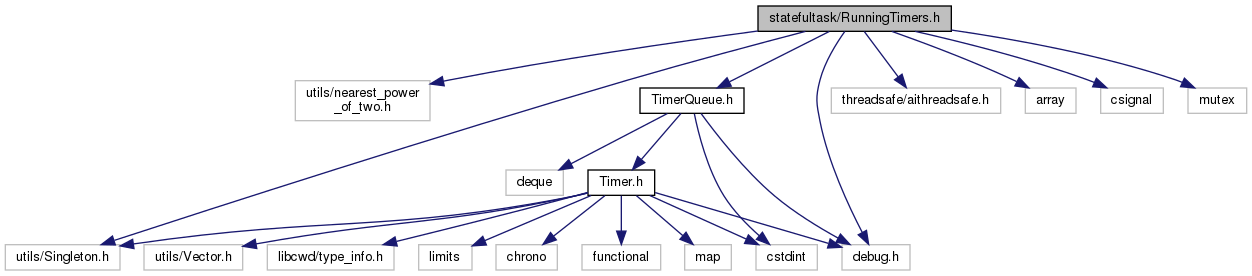 statefultask/RunningTimers.h
utils/nearest_power
_of_two.h
TimerQueue.h
threadsafe/aithreadsafe.h
array
csignal
mutex
deque
Timer.h
utils/Singleton.h
utils/Vector.h
libcwd/type_info.h
limits
chrono
functional
map
cstdint
debug.h